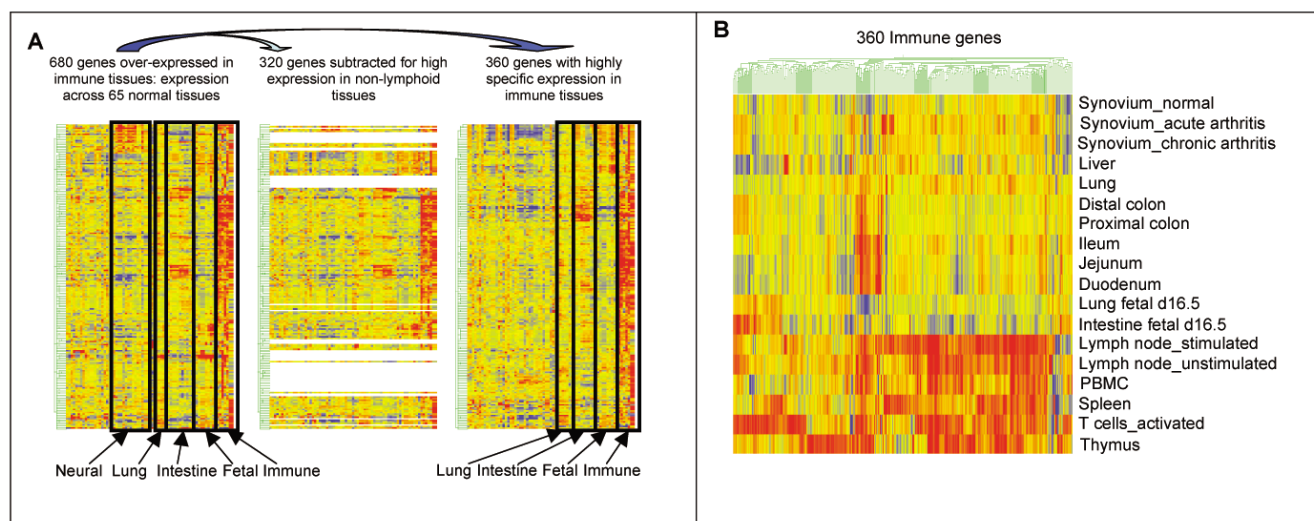 A
680 genes over-expressed in
immune tissues: expression
across 65 normal tissues
320 genes subtracted for high
expression in non-lymphoid
tissues
360 genes with highly
specific expression in
immune tissues
Neural Lung Intestine Fetal Immune
Lung Intestine Fetal Immune
B
360 Immune genes
Synovium_normal
Synovium_acute arthritis
Synovium_chronic arthritis
Liver
Lung
Distal colon
Proximal colon
Ileum
Jejunum
Duodenum
Lung fetal d16.5
Intestine fetal d16.5
Lymph node_stimulated
Lymph node_unstimulated
PBMC
Spleen
T cells_activated
Thymus